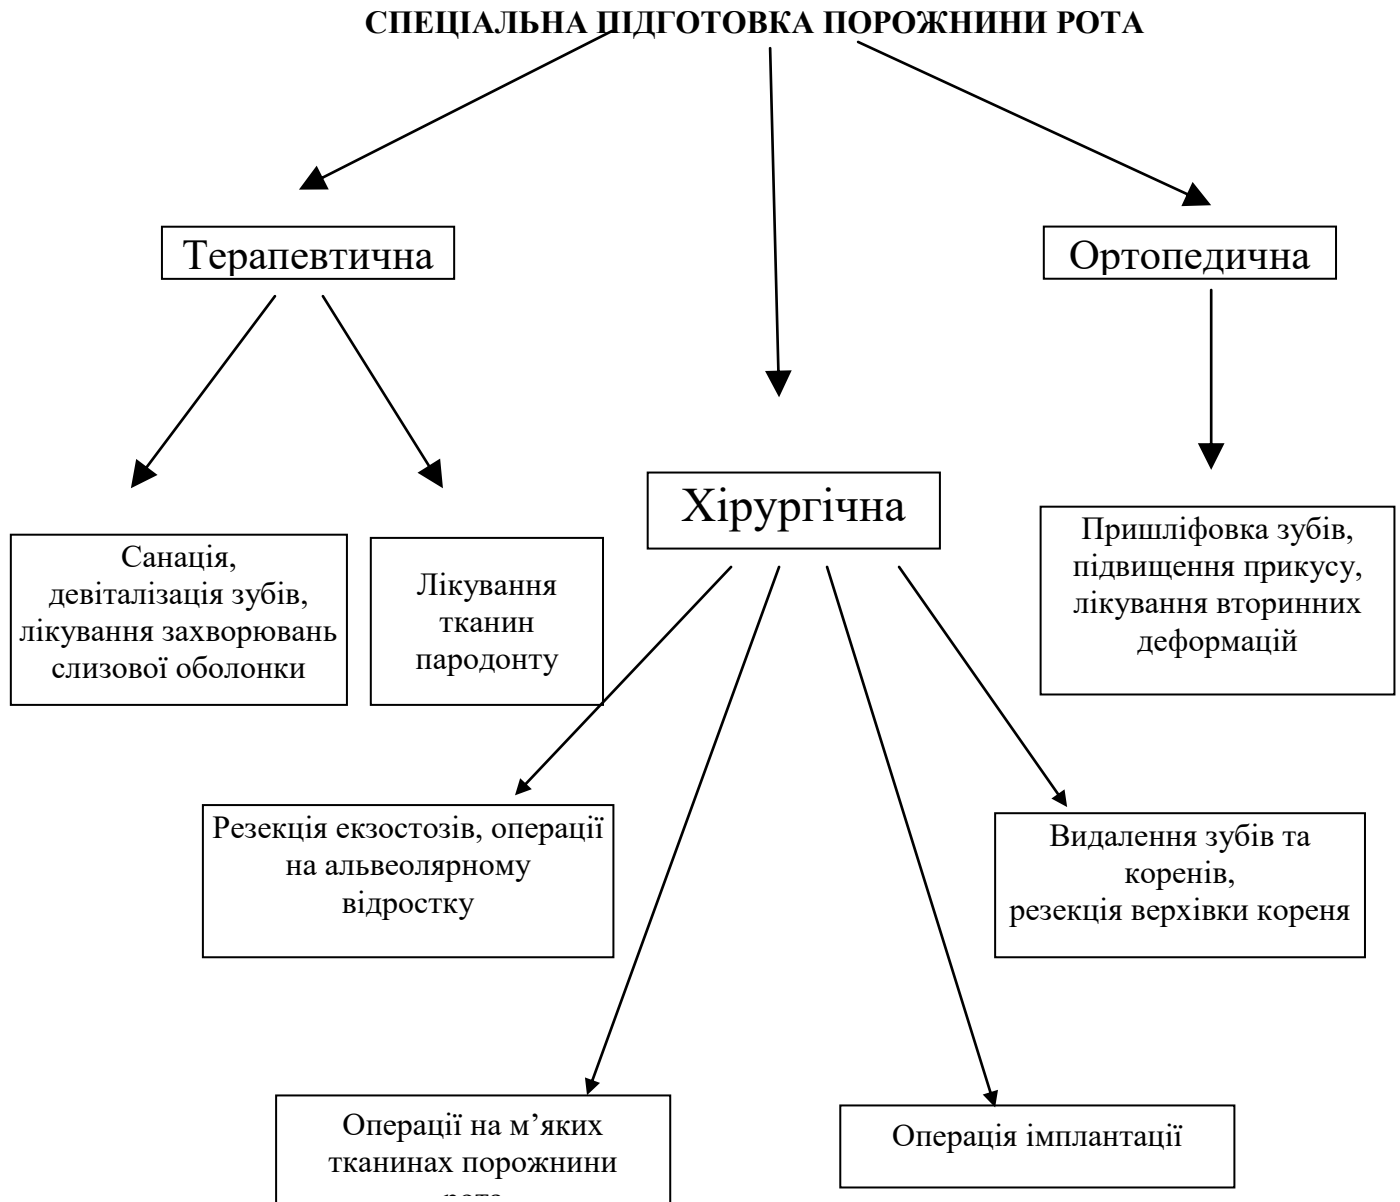 СПЕЦІАЛЬНА ПІДГОТОВКА ПОРОЖНИНИ РОТА
Терапевтична
Ортопедична
Хірургічна
Санація,
девіталізація зубів,
лікування захворювань
слизової оболонки
Лікування
тканин
пародонту
Пришліфовка зубів,
підвищення прикусу,
лікування вторинних
деформацій
Резекція екзостозів, операції
на альвеолярному
відростку
Видалення зубів та
коренів,
резекція верхівки кореня
Операції на м’яких
тканинах порожнини
рота
Операція імплантації